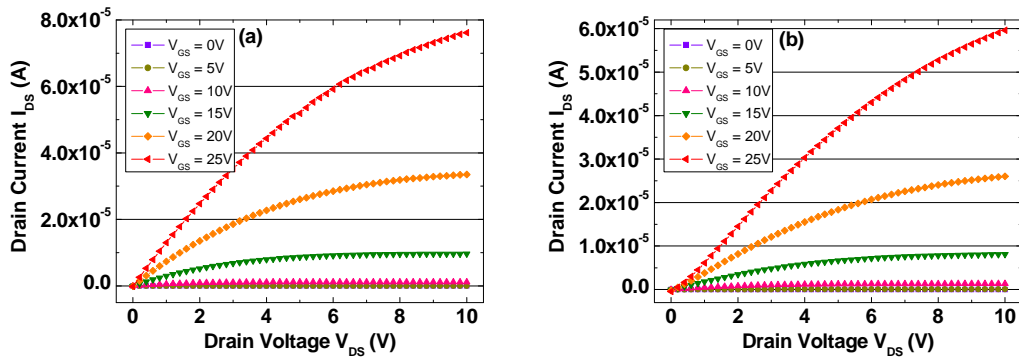 8.0x10⁻⁵
6.0x10⁻⁵
4.0x10⁻⁵
2.0x10⁻⁵
0.0
Drain Current I_DS (A)
(a)
V_GS = 0V
V_GS = 5V
V_GS = 10V
V_GS = 15V
V_GS = 20V
V_GS = 25V
0 2 4 6 8 10
Drain Voltage V_DS (V)
6.0x10⁻⁵
5.0x10⁻⁵
4.0x10⁻⁵
3.0x10⁻⁵
2.0x10⁻⁵
1.0x10⁻⁵
0.0
Drain Current I_DS (A)
(b)
V_GS = 0V
V_GS = 5V
V_GS = 10V
V_GS = 15V
V_GS = 20V
V_GS = 25V
0 2 4 6 8 10
Drain Voltage V_DS (V)